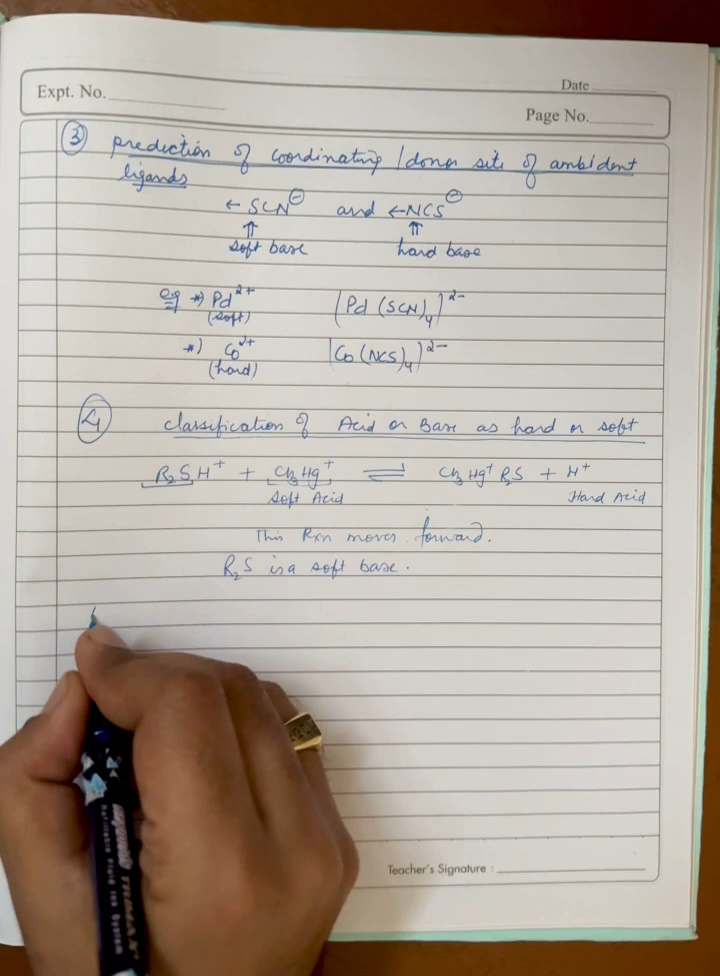 Date
Expt. No.
Page No.
③ prediction of coordinating / donor site of ambident
ligands
← SCN⊖ and ← NCS⊖
⇑ ⇑
soft base hard base
eg *) Pd²⁺ [Pd (SCN)₄]²⁻
(soft)
*) Co²⁺ [Co (NCS)₄]²⁻
(hard)
④ classification of Acid or Base as hard or soft
R₂SH⁺ + CH₃Hg⁺ ⇌ CH₃Hg⁺R₂S + H⁺
Soft Acid Hard Acid
This Rxn moves forward.
R₂S is a soft base.
Teacher's Signature :